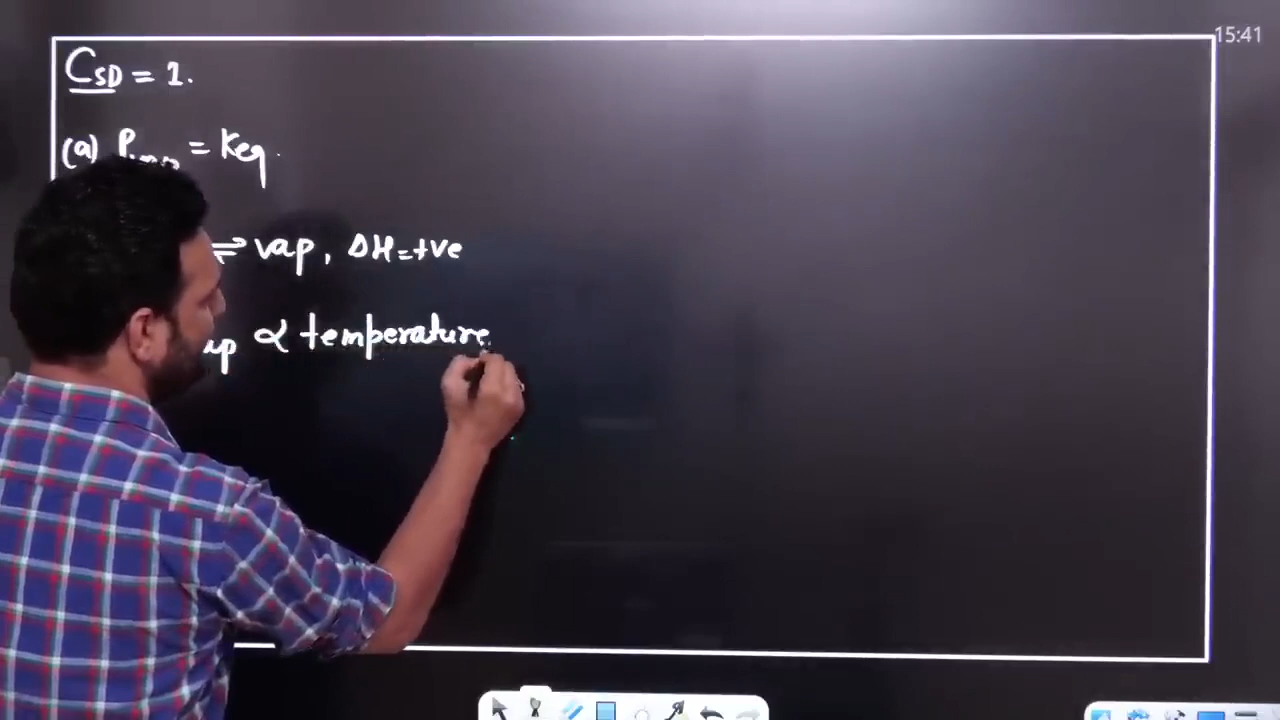 15:41
CSD = 1.
(a) = Keq.
⇌ vap, ΔH=+ve
∝ temperature